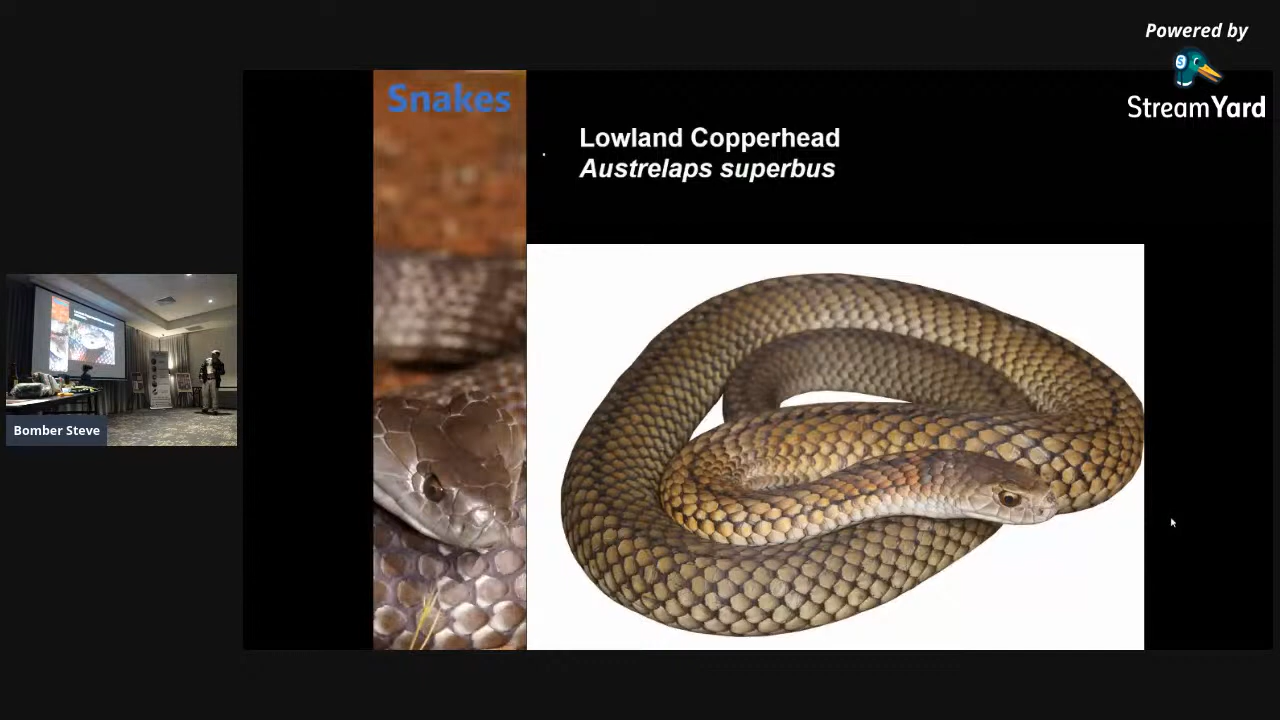 Powered by
StreamYard
Snakes
Lowland Copperhead
Austrelaps superbus
Bomber Steve